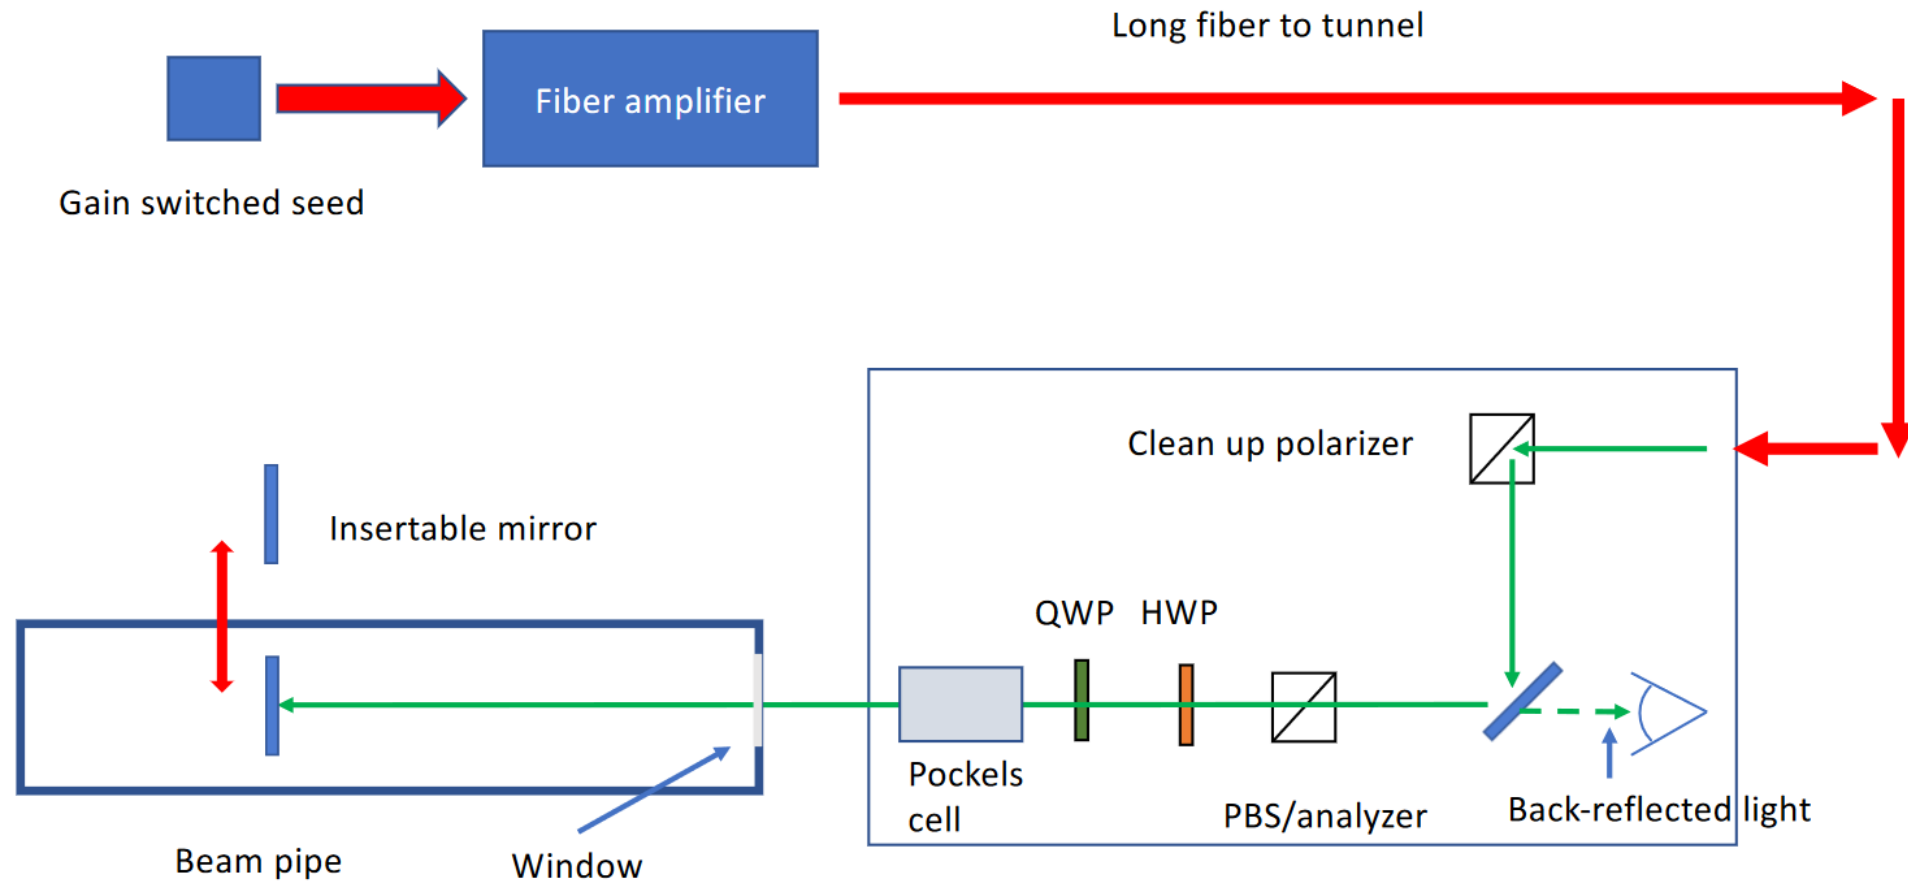 Long fiber to tunnel
Fiber amplifier
Gain switched seed
Clean up polarizer
Insertable mirror
QWP
HWP
Pockels
cell
PBS/analyzer
Back-reflected light
Beam pipe
Window